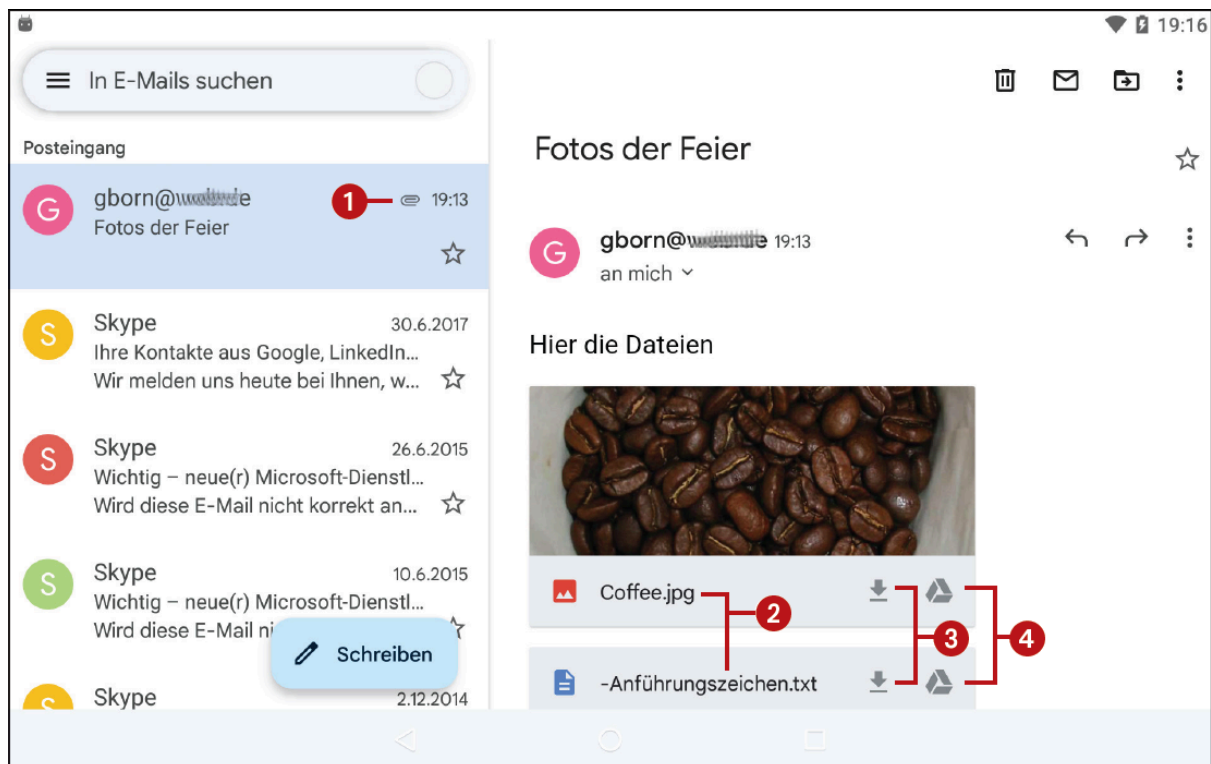 19:16
In E-Mails suchen
Posteingang
G
gborn@
1
19:13
Fotos der Feier
S
Skype
30.6.2017
Ihre Kontakte aus Google, LinkedIn...
Wir melden uns heute bei Ihnen, w...
S
Skype
26.6.2015
Wichtig – neue(r) Microsoft-Dienstl...
Wird diese E-Mail nicht korrekt an...
S
Skype
10.6.2015
Wichtig – neue(r) Microsoft-Dienstl...
Wird diese E-Mail ni
Schreiben
Skype
2.12.2014
Fotos der Feier
G
gborn@
19:13
an mich
Hier die Dateien
Coffee.jpg
2
3
4
-Anführungszeichen.txt